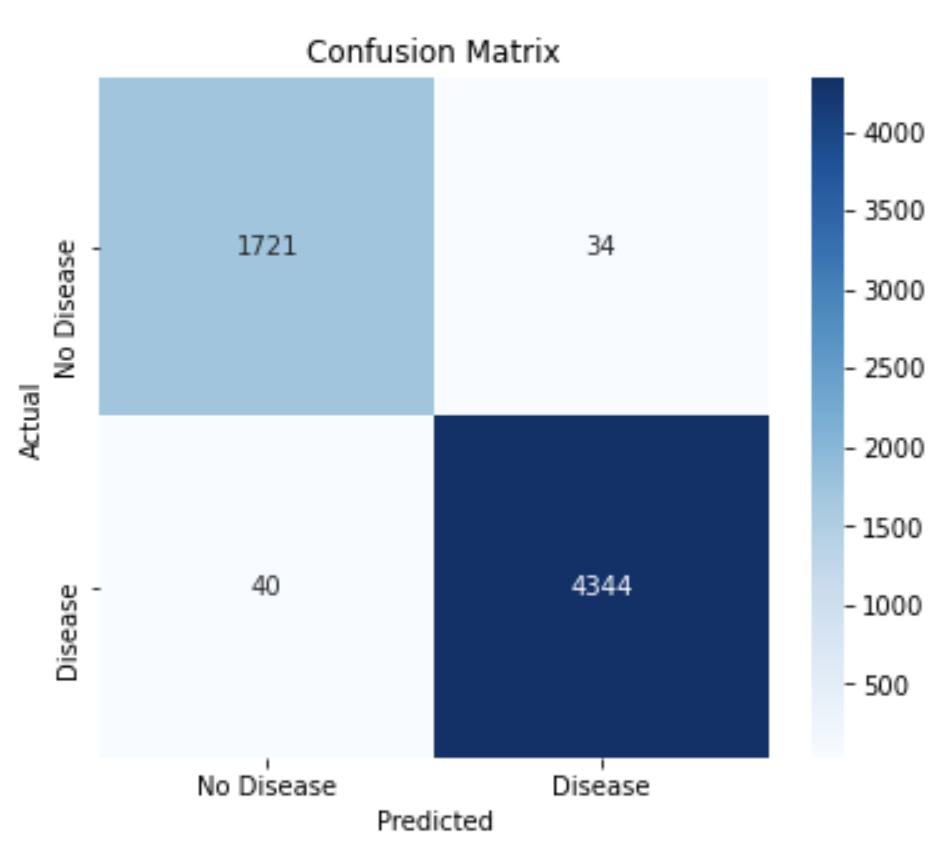 Confusion Matrix
Actual
No Disease
1721
34
Disease
40
4344
No Disease
Disease
Predicted
4000
3500
3000
2500
2000
1500
1000
500